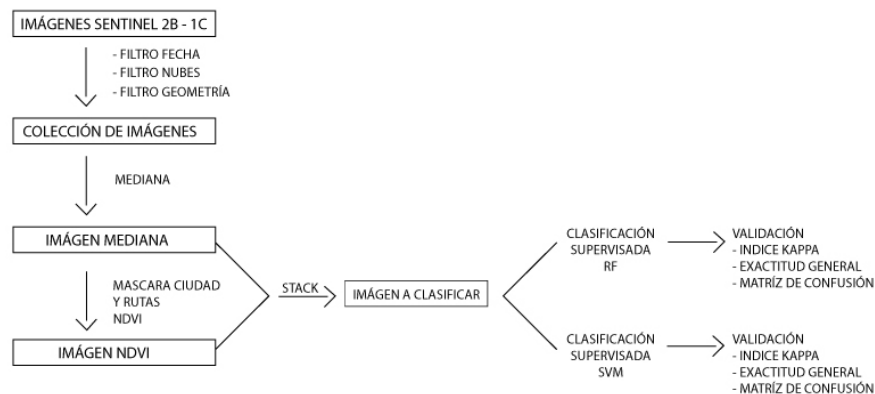 IMÁGENES SENTINEL 2B - 1C
- FILTRO FECHA
- FILTRO NUBES
- FILTRO GEOMETRÍA
COLECCIÓN DE IMÁGENES
MEDIANA
IMÁGEN MEDIANA
MASCARA CIUDAD
Y RUTAS
NDVI
IMÁGEN NDVI
STACK
IMÁGEN A CLASIFICAR
CLASIFICACIÓN
SUPERVISADA
RF
VALIDACIÓN
- INDICE KAPPA
- EXACTITUD GENERAL
- MATRÍZ DE CONFUSIÓN
CLASIFICACIÓN
SUPERVISADA
SVM
VALIDACIÓN
- INDICE KAPPA
- EXACTITUD GENERAL
- MATRÍZ DE CONFUSIÓN